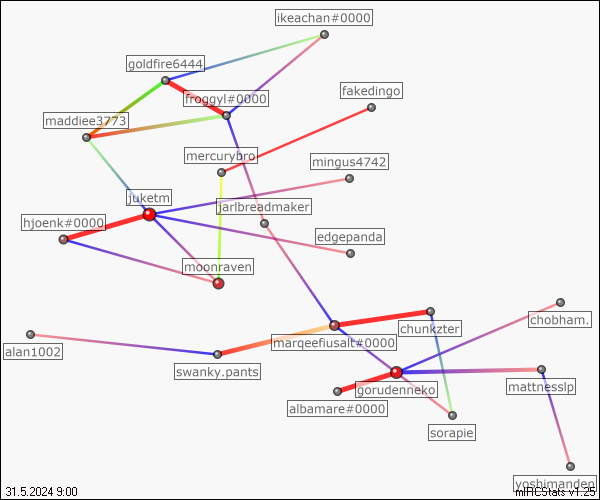 ikeachan#0000
goldfire6444
fakedingo
froggyl#0000
maddiee3773
mercurybro
mingus4742
juketm
jarlbreadmaker
hjoenk#0000
edgepanda
moonraven
chobham.
chunkzter
marqeefiusalt#0000
alan1002
swanky.pants
mattnesslp
gorudenneko
albamare#0000
sorapie
yoshimanden
31.5.2024 9:00
mIRCStats v1.25